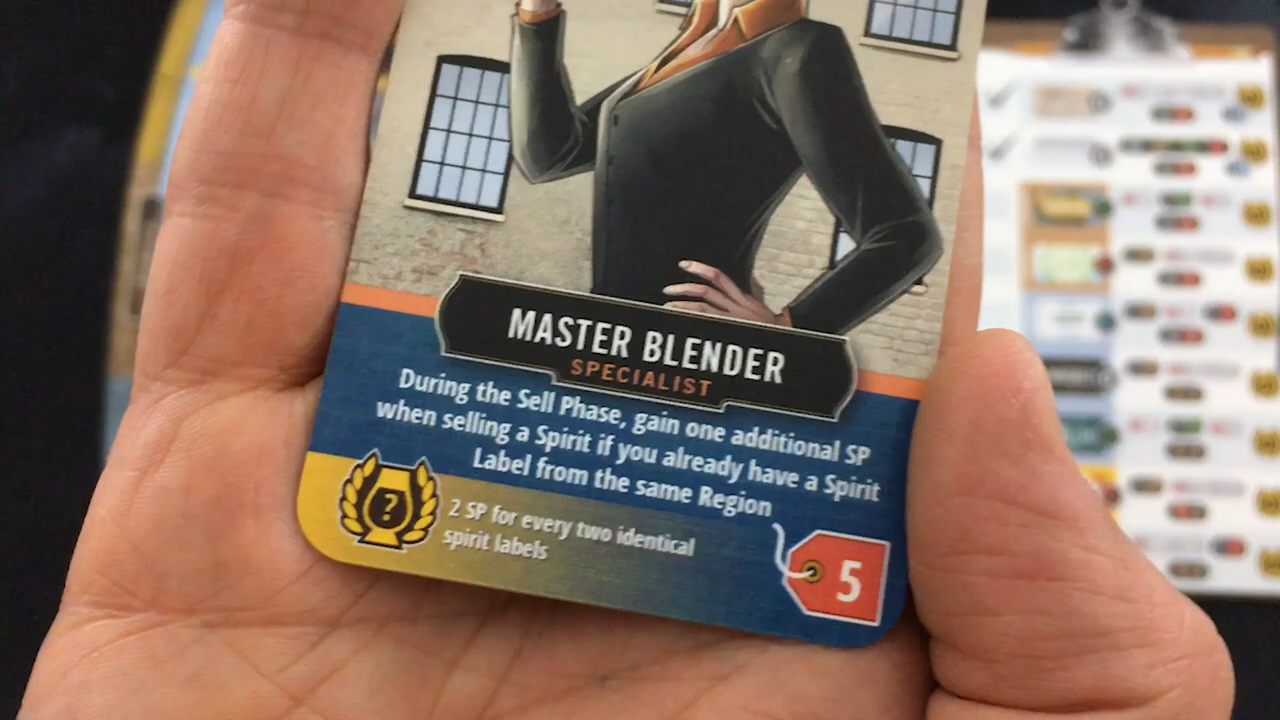 MASTER BLENDER
SPECIALIST
During the Sell Phase, gain one additional SP
when selling a Spirit if you already have a Spirit
Label from the same Region
?
2 SP for every two identical
spirit labels
5